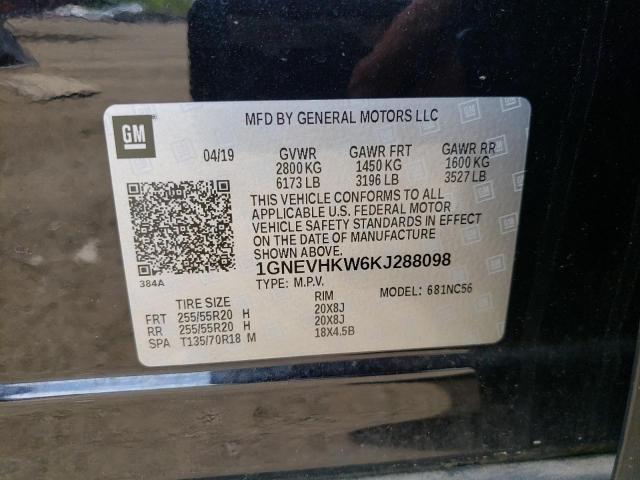 GM
MFD BY GENERAL MOTORS LLC
04/19 GVWR GAWR FRT GAWR RR
2800 KG 1450 KG 1600 KG
6173 LB 3196 LB 3527 LB
THIS VEHICLE CONFORMS TO ALL
APPLICABLE U.S. FEDERAL MOTOR
VEHICLE SAFETY STANDARDS IN EFFECT
ON THE DATE OF MANUFACTURE
SHOWN ABOVE.
384A
1GNEVHKW6KJ288098
TYPE: M.P.V.
MODEL: 681NC56
TIRE SIZE RIM
FRT 255/55R20 H 20X8J
RR 255/55R20 H 20X8J
SPA T135/70R18 M 18X4.5B